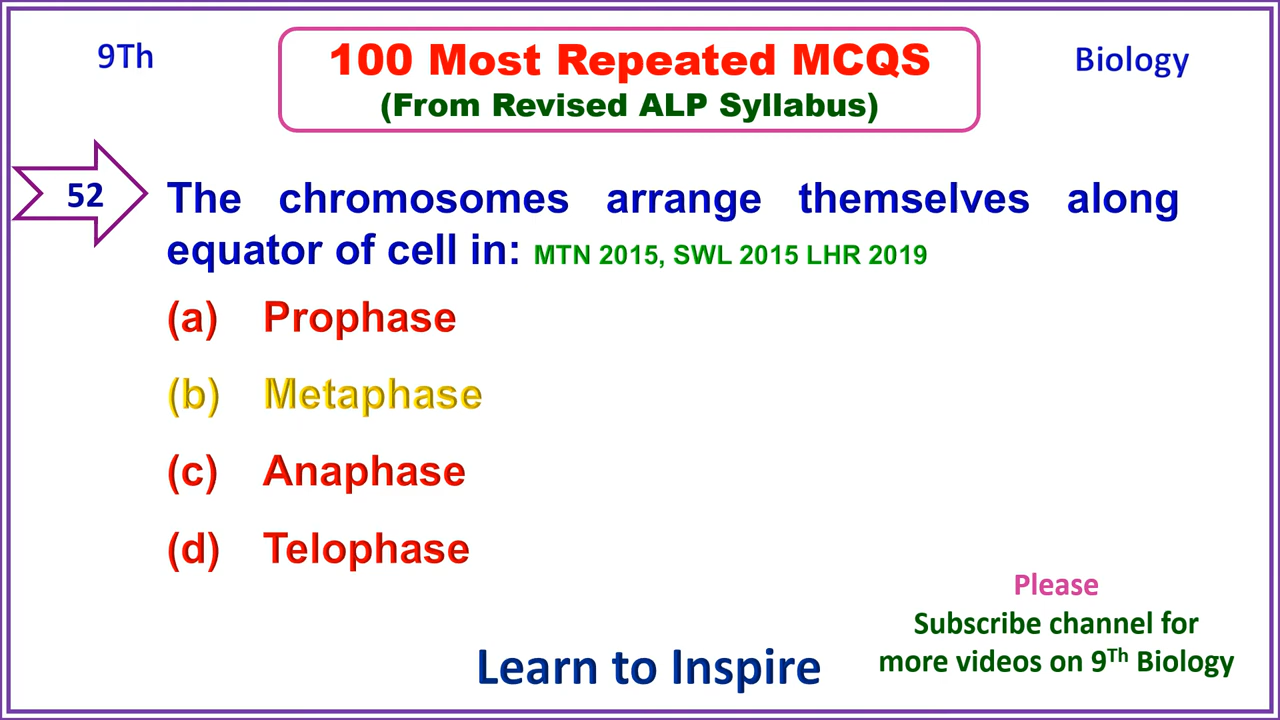 9Th
100 Most Repeated MCQS
Biology
(From Revised ALP Syllabus)
52
The chromosomes arrange themselves along
equator of cell in: MTN 2015, SWL 2015 LHR 2019
(a) Prophase
(b) Metaphase
(c) Anaphase
(d) Telophase
Please
Subscribe channel for
more videos on 9Th Biology
Learn to Inspire